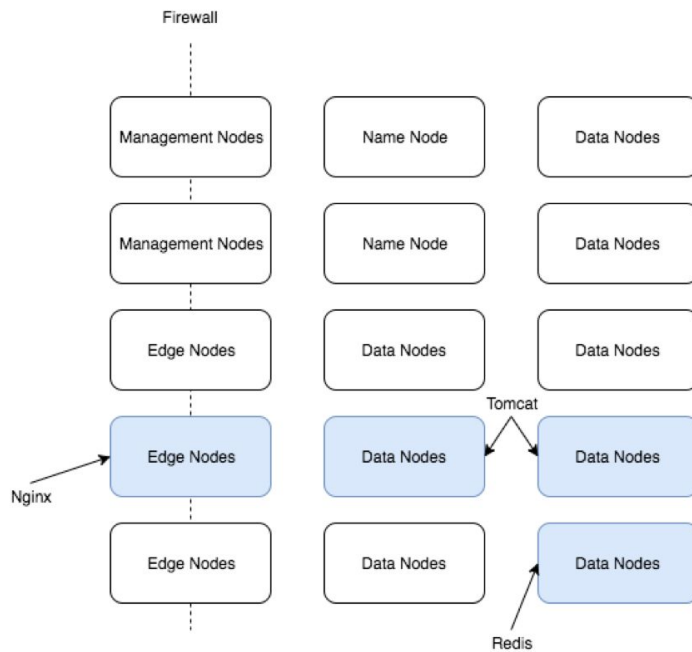 Firewall
Management Nodes
Name Node
Data Nodes
Management Nodes
Name Node
Data Nodes
Edge Nodes
Data Nodes
Data Nodes
Tomcat
Edge Nodes
Data Nodes
Data Nodes
Nginx
Edge Nodes
Data Nodes
Data Nodes
Redis